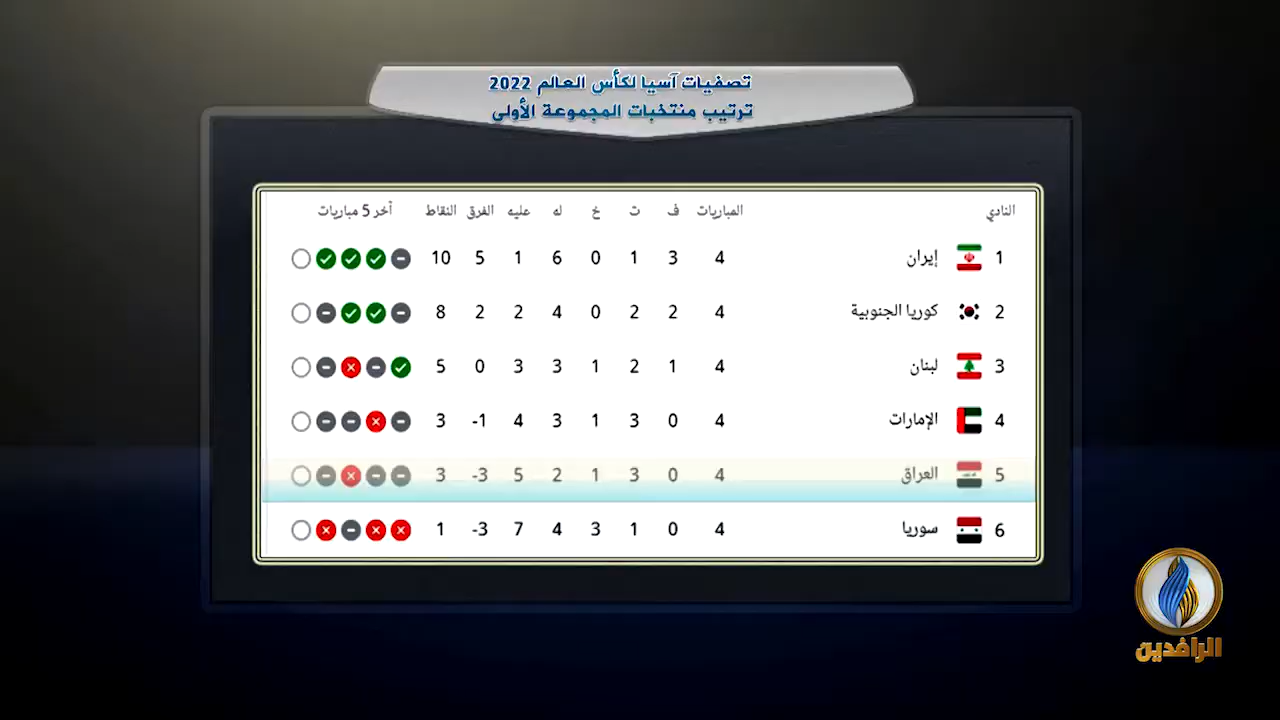 تصفيات آسيا لكأس العالم 2022
ترتيب منتخبات المجموعة الأولى
النادي المباريات ف ت خ له عليه الفرق النقاط آخر 5 مباريات
1 إيران 4 3 1 0 6 1 5 10
2 كوريا الجنوبية 4 2 2 0 4 2 2 8
3 لبنان 4 1 2 1 3 3 0 5
4 الإمارات 4 0 3 1 3 4 -1 3
5 العراق 4 0 3 1 2 5 -3 3
6 سوريا 4 0 1 3 4 7 -3 1
الرافدين